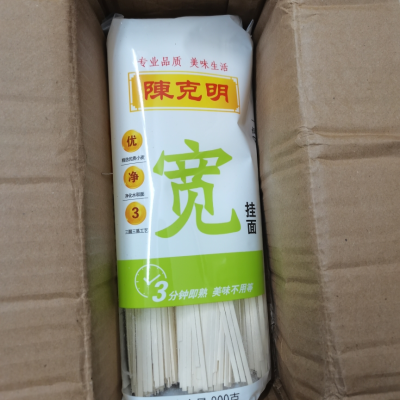 专业品质 美味生活
陳克明
优
净
3
宽
挂面
3分钟即熟 美味不用等